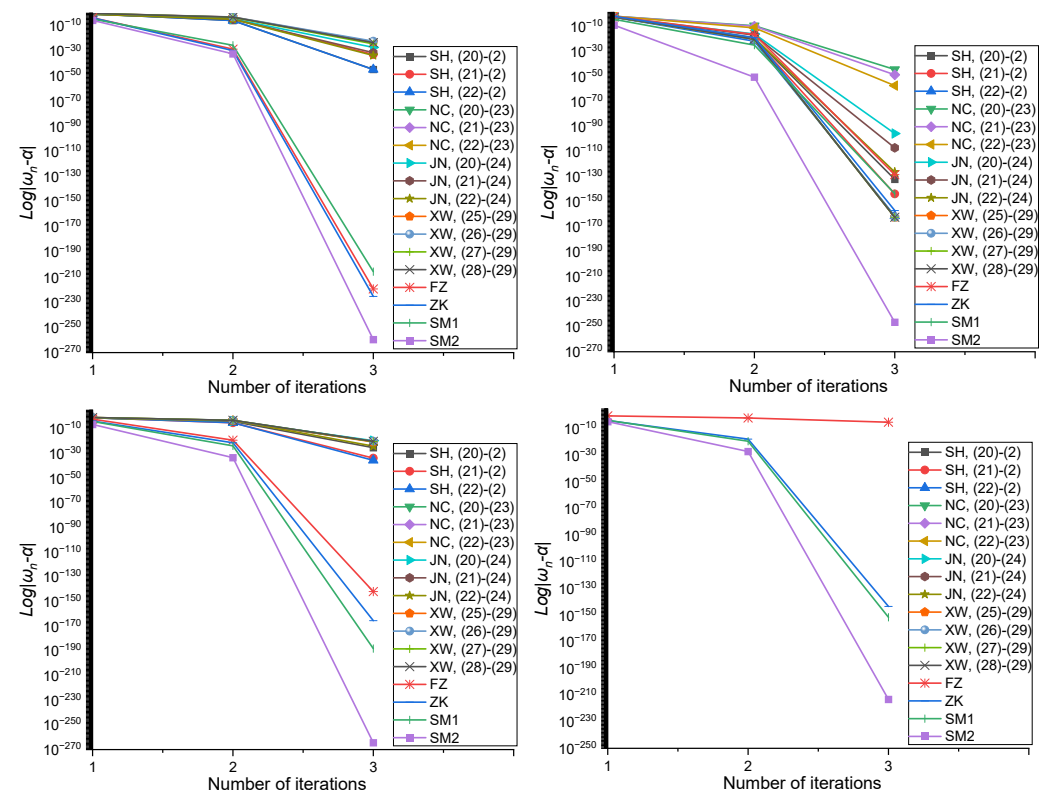 Log|ωn-α|
10−10
10−30
10−50
10−70
10−90
10−110
10−130
10−150
10−170
10−190
10−210
10−230
10−250
10−270
SH, (20)-(2)
SH, (21)-(2)
SH, (22)-(2)
NC, (20)-(23)
NC, (21)-(23)
NC, (22)-(23)
JN, (20)-(24)
JN, (21)-(24)
JN, (22)-(24)
XW, (25)-(29)
XW, (26)-(29)
XW, (27)-(29)
XW, (28)-(29)
FZ
ZK
SM1
SM2
1 2 3
Number of iterations
Log|ωn-α|
10−10
10−30
10−50
10−70
10−90
10−110
10−130
10−150
10−170
10−190
10−210
10−230
10−250
10−270
SH, (20)-(2)
SH, (21)-(2)
SH, (22)-(2)
NC, (20)-(23)
NC, (21)-(23)
NC, (22)-(23)
JN, (20)-(24)
JN, (21)-(24)
JN, (22)-(24)
XW, (25)-(29)
XW, (26)-(29)
XW, (27)-(29)
XW, (28)-(29)
FZ
ZK
SM1
SM2
1 2 3
Number of iterations
Log|ωn-α|
10−10
10−30
10−50
10−70
10−90
10−110
10−130
10−150
10−170
10−190
10−210
10−230
10−250
10−270
SH, (20)-(2)
SH, (21)-(2)
SH, (22)-(2)
NC, (20)-(23)
NC, (21)-(23)
NC, (22)-(23)
JN, (20)-(24)
JN, (21)-(24)
JN, (22)-(24)
XW, (25)-(29)
XW, (26)-(29)
XW, (27)-(29)
XW, (28)-(29)
FZ
ZK
SM1
SM2
1 2 3
Number of iterations
Log|ωn-α|
10−10
10−30
10−50
10−70
10−90
10−110
10−130
10−150
10−170
10−190
10−210
10−230
10−250
SH, (20)-(2)
SH, (21)-(2)
SH, (22)-(2)
NC, (20)-(23)
NC, (21)-(23)
NC, (22)-(23)
JN, (20)-(24)
JN, (21)-(24)
JN, (22)-(24)
XW, (25)-(29)
XW, (26)-(29)
XW, (27)-(29)
XW, (28)-(29)
FZ
ZK
SM1
SM2
1 2 3
Number of iterations